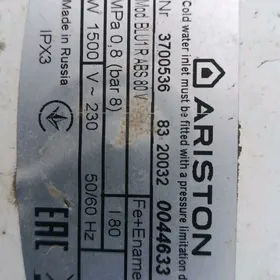 ARISTON
Cold water inlet must be fitted with a pressure limitation d
Nr 3700536 83 20032 0044633
Mod BLU1R ABS 80 V
MPa 0,8 (bar 8) l 80 Fe+Ename
W 1500 V~ 230 50/60 Hz
IPX3
Made in Russia
EAC